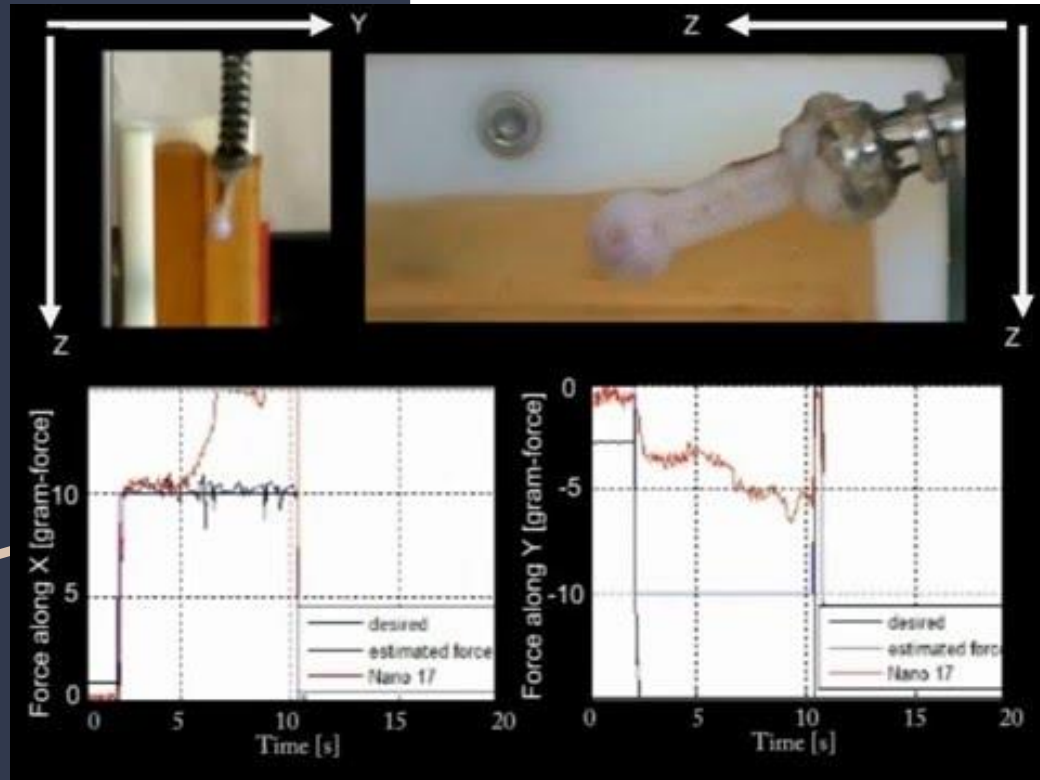 Y
Z
Z
Z
Force along X [gram-force]
10
5
0
desired
estimated force
Nano 17
0 5 10 15 20
Time [s]
Force along Y [gram-force]
0
-5
-10
desired
estimated force
Nano 17
0 5 10 15 20
Time [s]